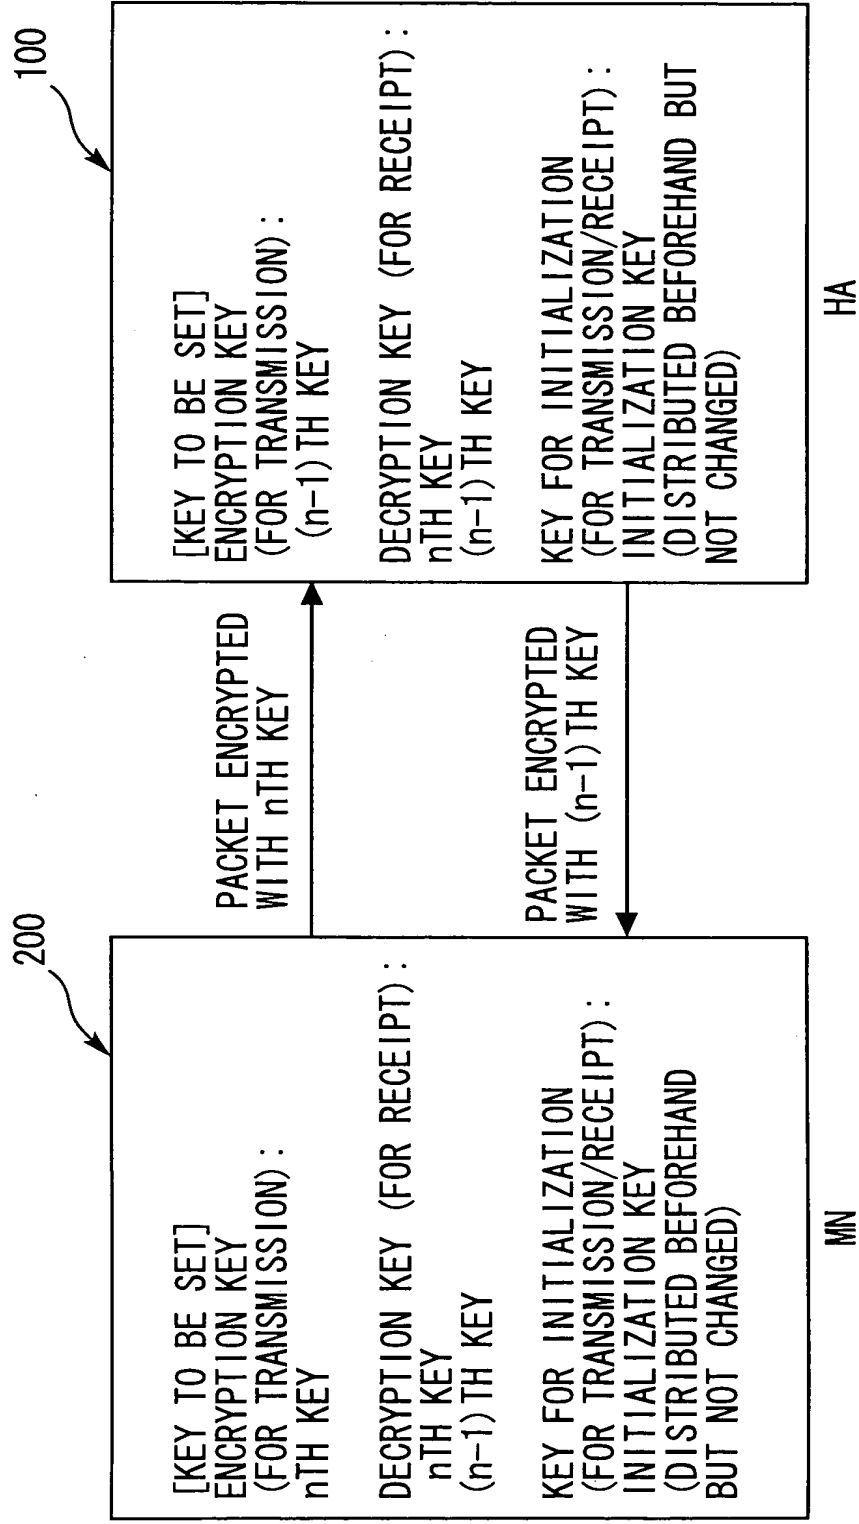 200
[KEY TO BE SET]
ENCRYPTION KEY
(FOR TRANSMISSION):
nTH KEY
DECRYPTION KEY (FOR RECEIPT):
nTH KEY
(n-1)TH KEY
KEY FOR INITIALIZATION
(FOR TRANSMISSION/RECEIPT):
INITIALIZATION KEY
(DISTRIBUTED BEFOREHAND
BUT NOT CHANGED)
MN
PACKET ENCRYPTED
WITH nTH KEY
PACKET ENCRYPTED
WITH (n-1)TH KEY
100
[KEY TO BE SET]
ENCRYPTION KEY
(FOR TRANSMISSION):
(n-1)TH KEY
DECRYPTION KEY (FOR RECEIPT):
nTH KEY
(n-1)TH KEY
KEY FOR INITIALIZATION
(FOR TRANSMISSION/RECEIPT):
INITIALIZATION KEY
(DISTRIBUTED BEFOREHAND BUT
NOT CHANGED)
HA